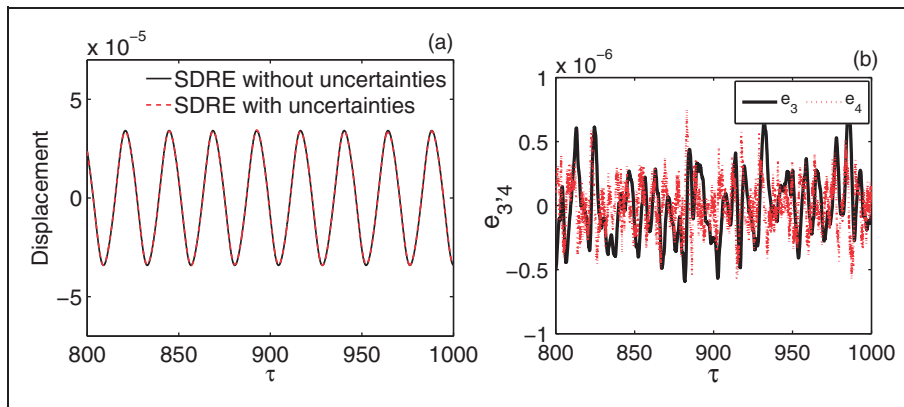 x 10⁻⁵
(a)
SDRE without uncertainties
SDRE with uncertainties
5
0
−5
Displacement
800 850 900 950 1000
τ
x 10⁻⁶
(b)
e₃ e₄
1
0.5
0
−0.5
−1
e₃,₄
800 850 900 950 1000
τ